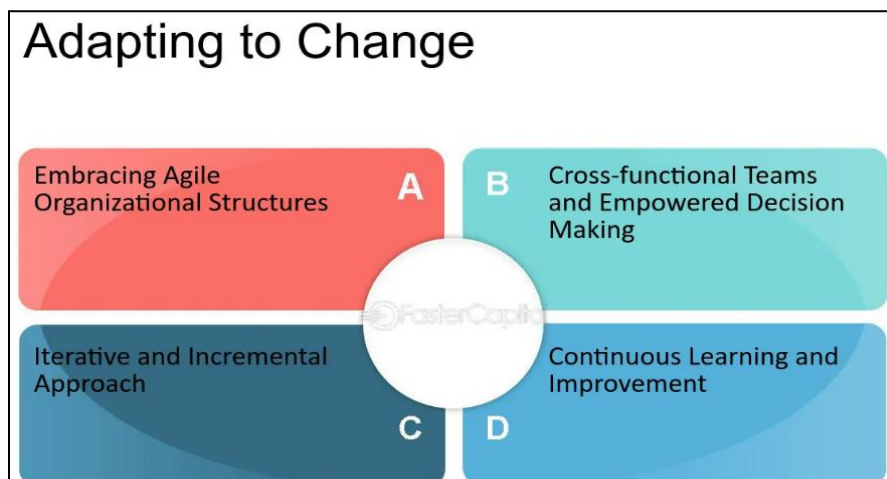 Adapting to Change
Embracing Agile
Organizational Structures
A
B
Cross-functional Teams
and Empowered Decision
Making
FasterCapital
Iterative and Incremental
Approach
C
D
Continuous Learning and
Improvement